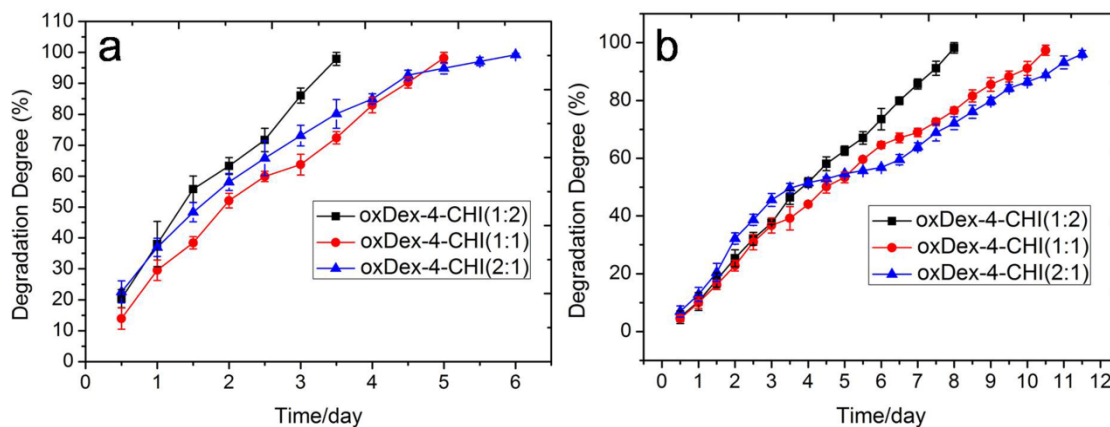 a
Degradation Degree (%)
110
100
90
80
70
60
50
40
30
20
10
0
oxDex-4-CHI(1:2)
oxDex-4-CHI(1:1)
oxDex-4-CHI(2:1)
0 1 2 3 4 5 6
Time/day
b
Degradation Degree (%)
100
80
60
40
20
0
oxDex-4-CHI(1:2)
oxDex-4-CHI(1:1)
oxDex-4-CHI(2:1)
0 1 2 3 4 5 6 7 8 9 10 11 12
Time/day